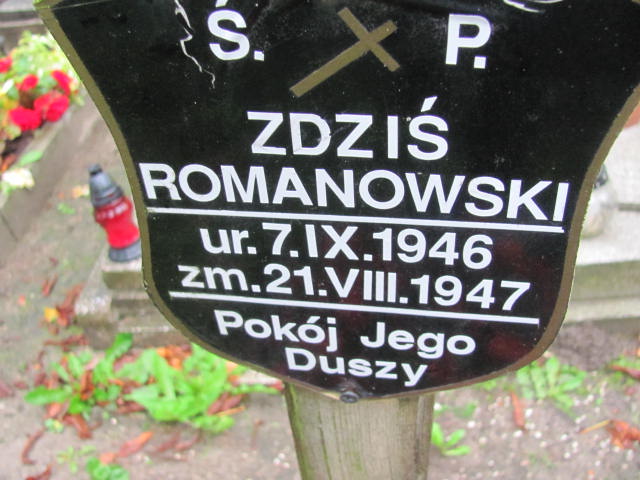 Ś. P.
ZDZIŚ
ROMANOWSKI
ur. 7.IX.1946
zm. 21.VIII.1947
Pokój Jego
Duszy